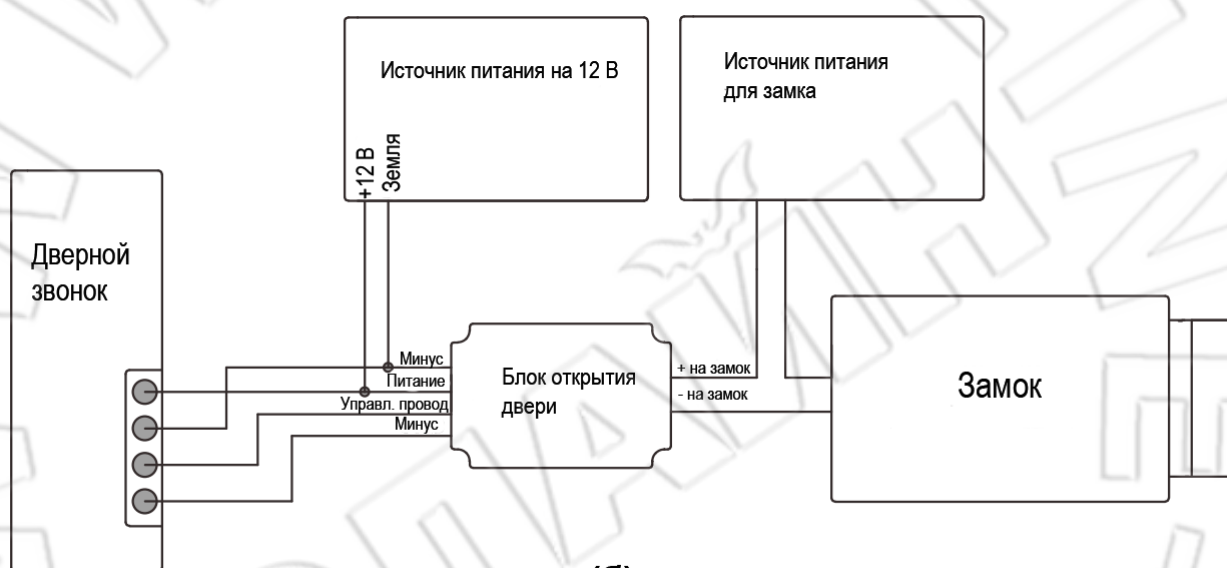 Источник питания на 12 В
Источник питания
для замка
+12 В
Земля
Дверной
звонок
Минус
Питание
Управл. провод
Минус
Блок открытия
двери
+ на замок
- на замок
Замок